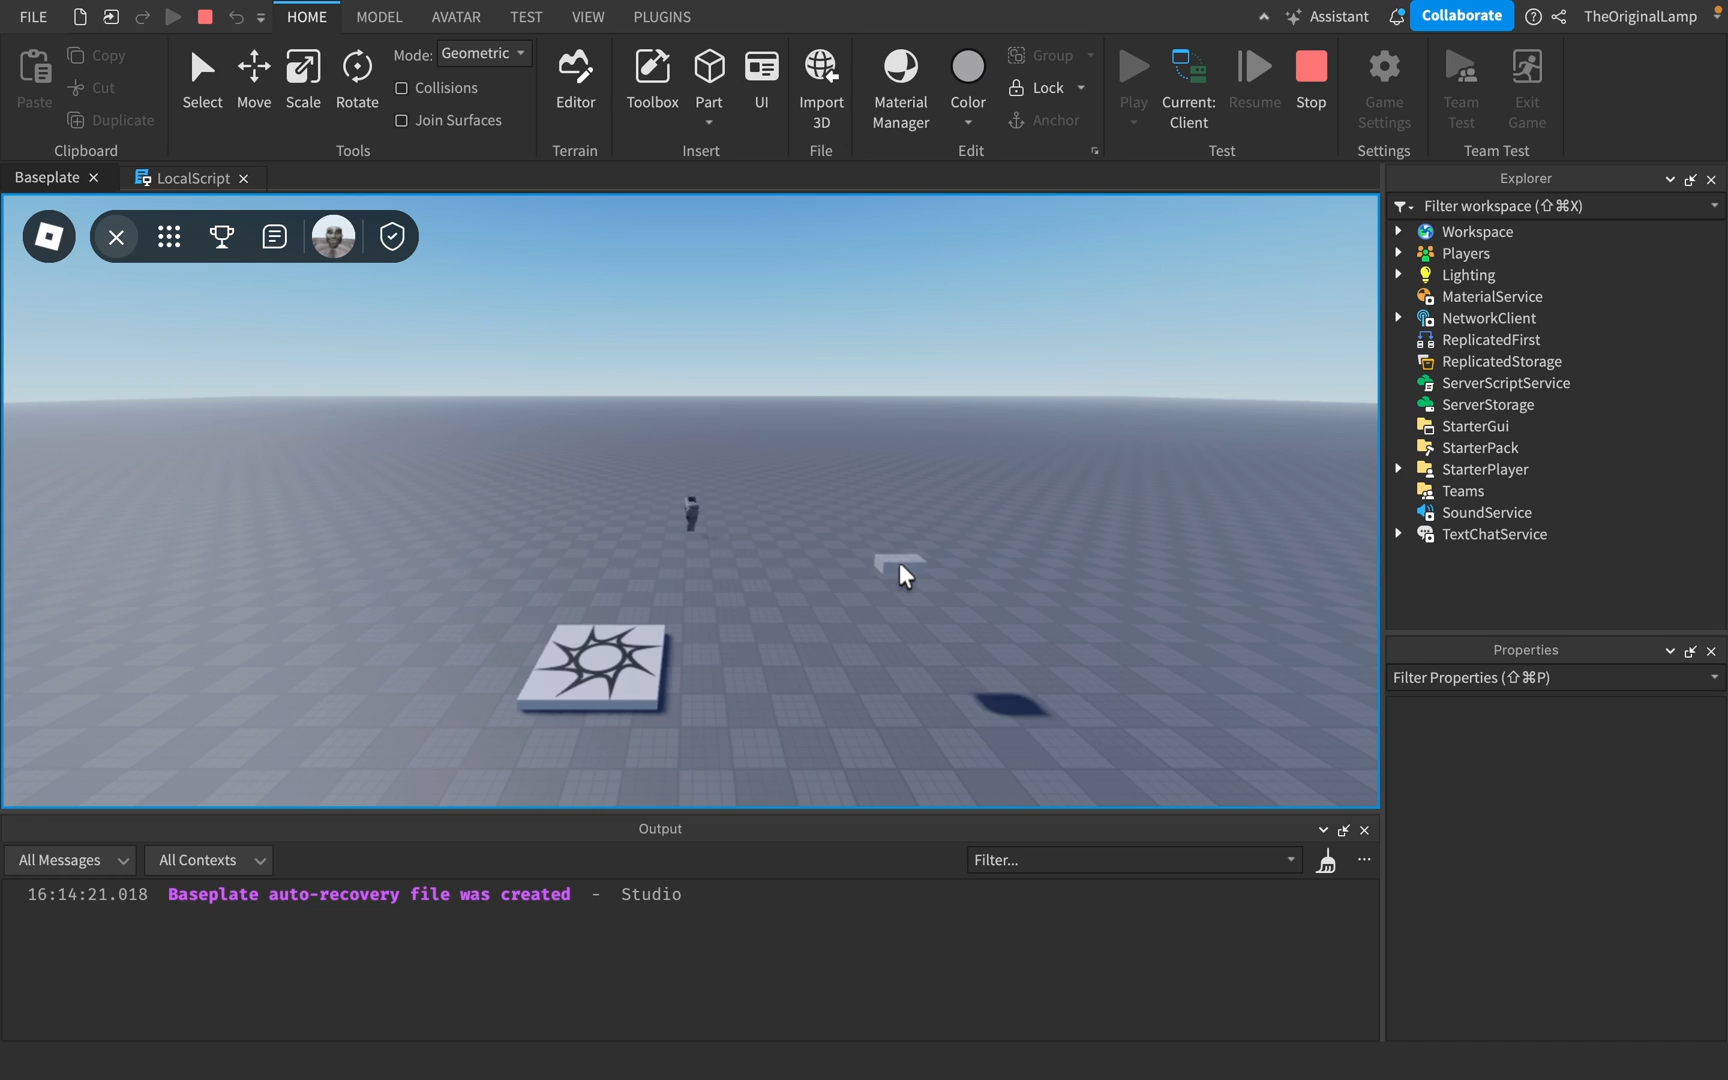 FILE
HOME
MODEL
AVATAR
TEST
VIEW
PLUGINS
Assistant
Collaborate
TheOriginalLamp
Paste
Copy
Cut
Duplicate
Clipboard
Select
Move
Scale
Rotate
Mode: Geometric
Collisions
Join Surfaces
Tools
Editor
Terrain
Toolbox
Part
UI
Insert
Import
3D
File
Material
Manager
Color
Group
Lock
Anchor
Edit
Play
Current:
Client
Resume
Stop
Test
Game
Settings
Settings
Team
Test
Exit
Game
Team Test
Baseplate
LocalScript
Explorer
Filter workspace (⇧⌘X)
Workspace
Players
Lighting
MaterialService
NetworkClient
ReplicatedFirst
ReplicatedStorage
ServerScriptService
ServerStorage
StarterGui
StarterPack
StarterPlayer
Teams
SoundService
TextChatService
Properties
Filter Properties (⇧⌘P)
Output
All Messages
All Contexts
Filter...
16:14:21.018 Baseplate auto-recovery file was created - Studio